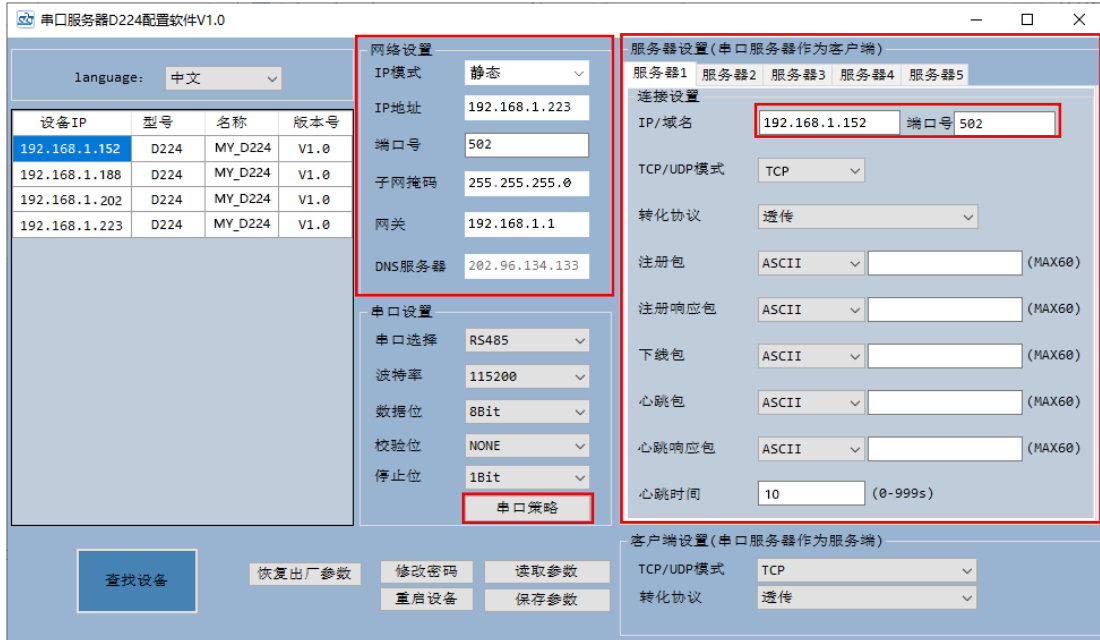 串口服务器D224配置软件V1.0
language: 中文
设备IP 型号 名称 版本号
192.168.1.152 D224 MY_D224 V1.0
192.168.1.188 D224 MY_D224 V1.0
192.168.1.202 D224 MY_D224 V1.0
192.168.1.223 D224 MY_D224 V1.0
网络设置
IP模式 静态
IP地址 192.168.1.223
端口号 502
子网掩码 255.255.255.0
网关 192.168.1.1
DNS服务器 202.96.134.133
串口设置
串口选择 RS485
波特率 115200
数据位 8Bit
校验位 NONE
停止位 1Bit
串口策略
服务器设置(串口服务器作为客户端)
服务器1 服务器2 服务器3 服务器4 服务器5
连接设置
IP/域名 192.168.1.152 端口号 502
TCP/UDP模式 TCP
转化协议 透传
注册包 ASCII (MAX60)
注册响应包 ASCII (MAX60)
下线包 ASCII (MAX60)
心跳包 ASCII (MAX60)
心跳响应包 ASCII (MAX60)
心跳时间 10 (0-999s)
客户端设置(串口服务器作为服务端)
TCP/UDP模式 TCP
转化协议 透传
查找设备 恢复出厂参数 修改密码 读取参数
重启设备 保存参数